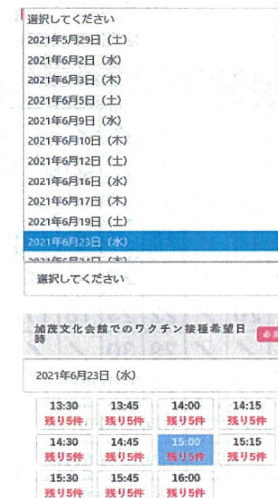 選択してください
2021年5月29日（土）
2021年6月2日（水）
2021年6月3日（木）
2021年6月5日（土）
2021年6月9日（水）
2021年6月10日（木）
2021年6月12日（土）
2021年6月16日（水）
2021年6月17日（木）
2021年6月19日（土）
2021年6月23日（水）
2021年6月24日（木）
選択してください
加茂文化会館でのワクチン接種希望日
時
2021年6月23日（水）
13:30 13:45 14:00 14:15
残り5件 残り5件 残り5件 残り5件
14:30 14:45 15:00 15:15
残り5件 残り5件 残り5件 残り5件
15:30 15:45 16:00
残り5件 残り5件 残り5件